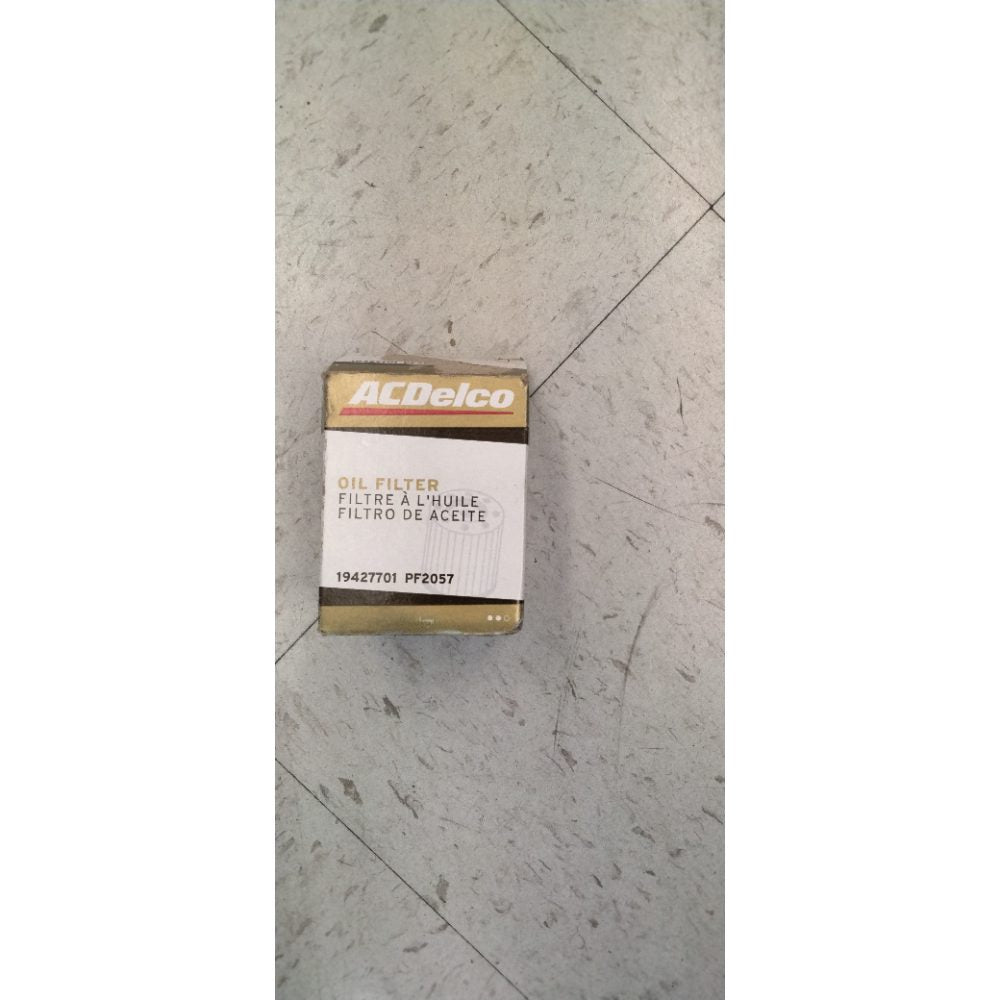 ACDelco
OIL FILTER
FILTRE À L'HUILE
FILTRO DE ACEITE
19427701 PF2057